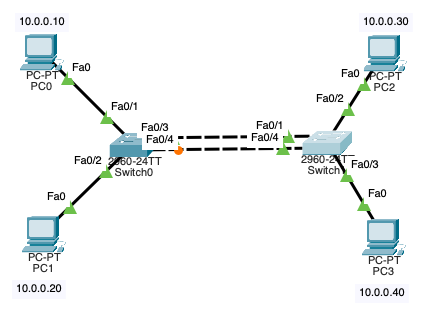 10.0.0.10
Fa0
PC-PT
PC0
Fa0/1
Fa0/3
Fa0/4
2960-24TT
Switch0
Fa0/2
Fa0
PC-PT
PC1
10.0.0.20
10.0.0.30
Fa0
PC-PT
PC2
Fa0/2
Fa0/1
Fa0/4
2960-24TT
Switch
Fa0/3
Fa0
PC-PT
PC3
10.0.0.40